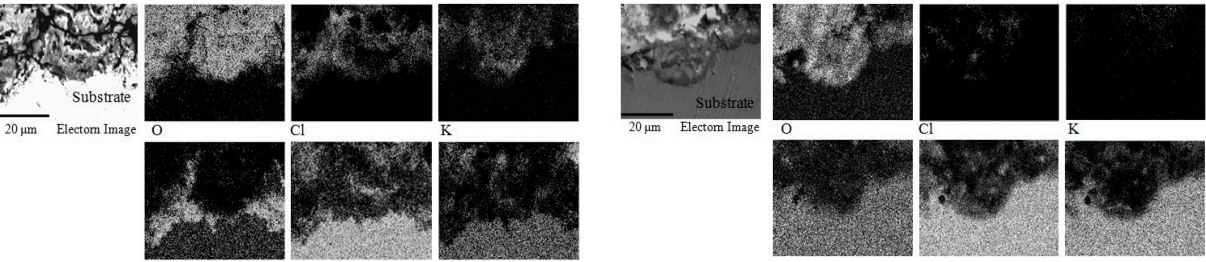 Substrate
20 μm Electorn Image
O
Cl
K
Substrate
20 μm Electorn Image
O
Cl
K